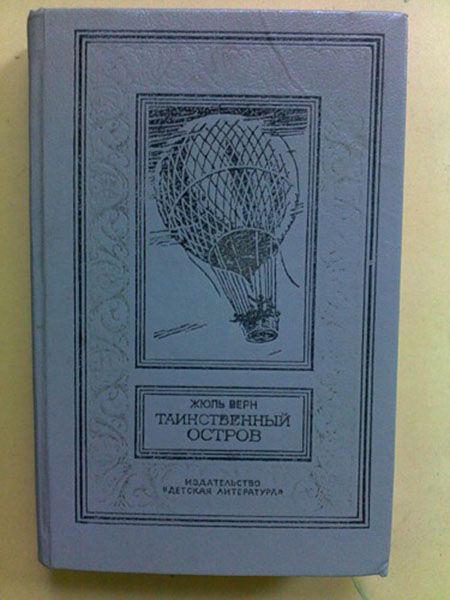 ЖЮЛЬ ВЕРН
ТАИНСТВЕННЫЙ
ОСТРОВ
ИЗДАТЕЛЬСТВО
"ДЕТСКАЯ ЛИТЕРАТУРА"